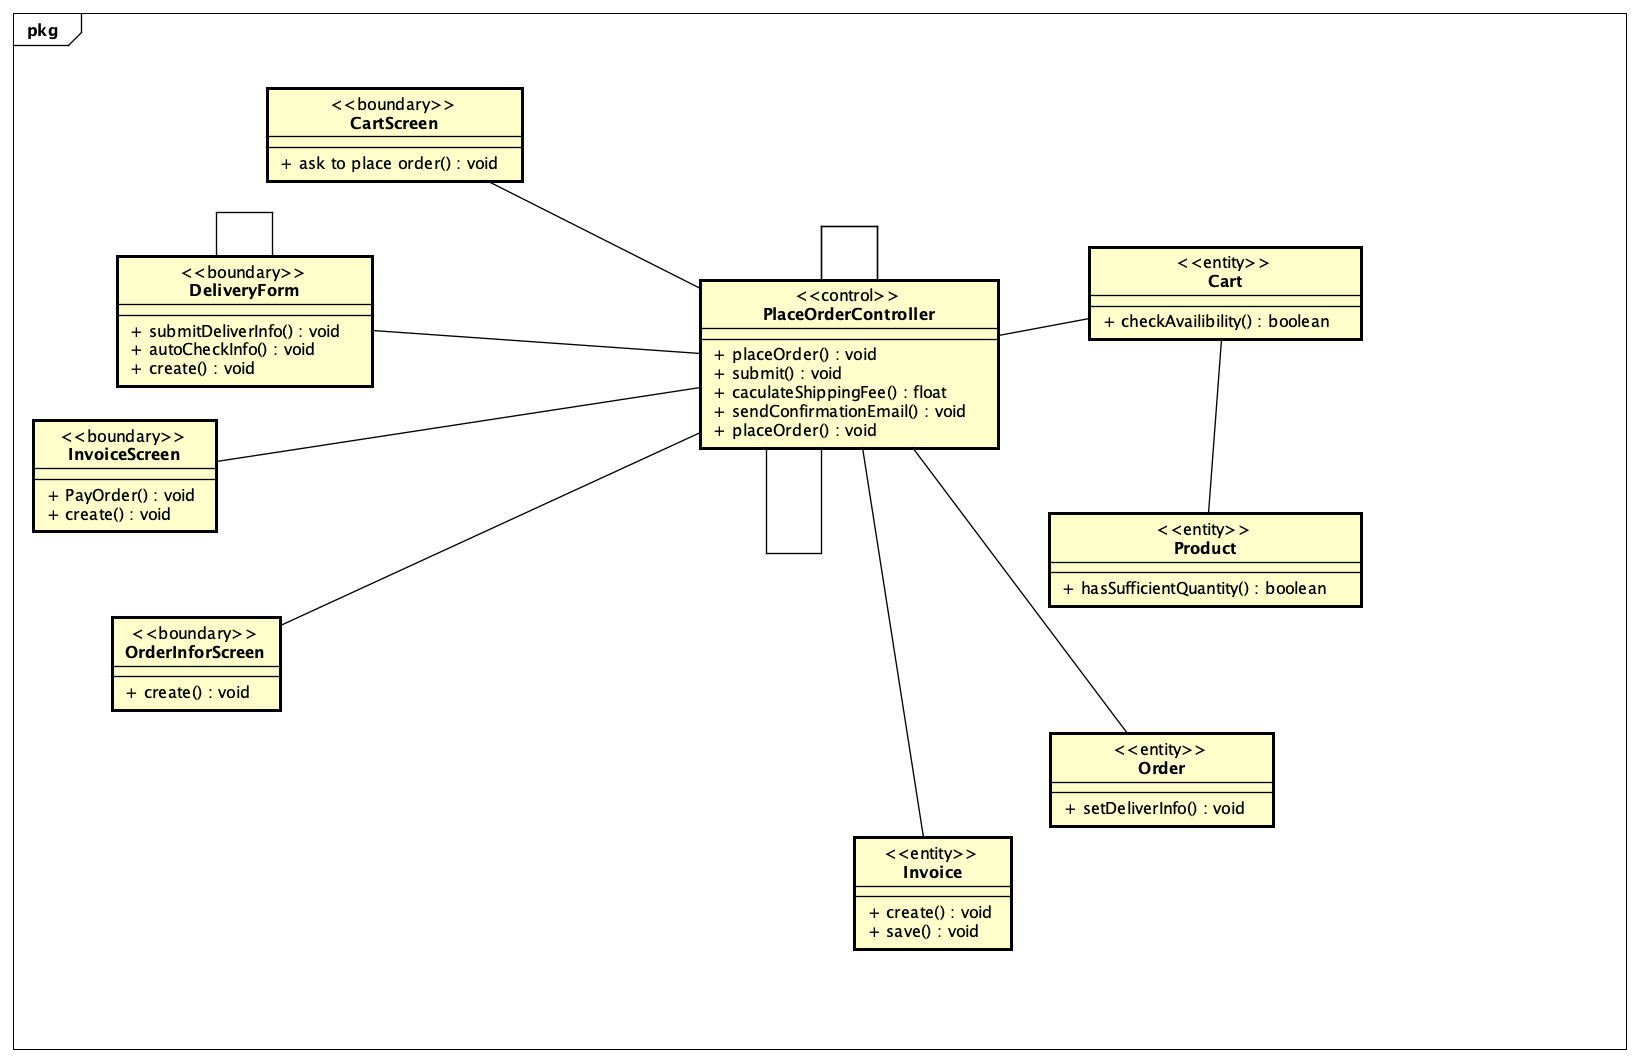 pkg
<<boundary>>
CartScreen
+ ask to place order() : void
<<boundary>>
DeliveryForm
+ submitDeliverInfo() : void
+ autoCheckInfo() : void
+ create() : void
<<control>>
PlaceOrderController
+ placeOrder() : void
+ submit() : void
+ caculateShippingFee() : float
+ sendConfirmationEmail() : void
+ placeOrder() : void
<<entity>>
Cart
+ checkAvailibility() : boolean
<<boundary>>
InvoiceScreen
+ PayOrder() : void
+ create() : void
<<entity>>
Product
+ hasSufficientQuantity() : boolean
<<boundary>>
OrderInforScreen
+ create() : void
<<entity>>
Order
+ setDeliverInfo() : void
<<entity>>
Invoice
+ create() : void
+ save() : void